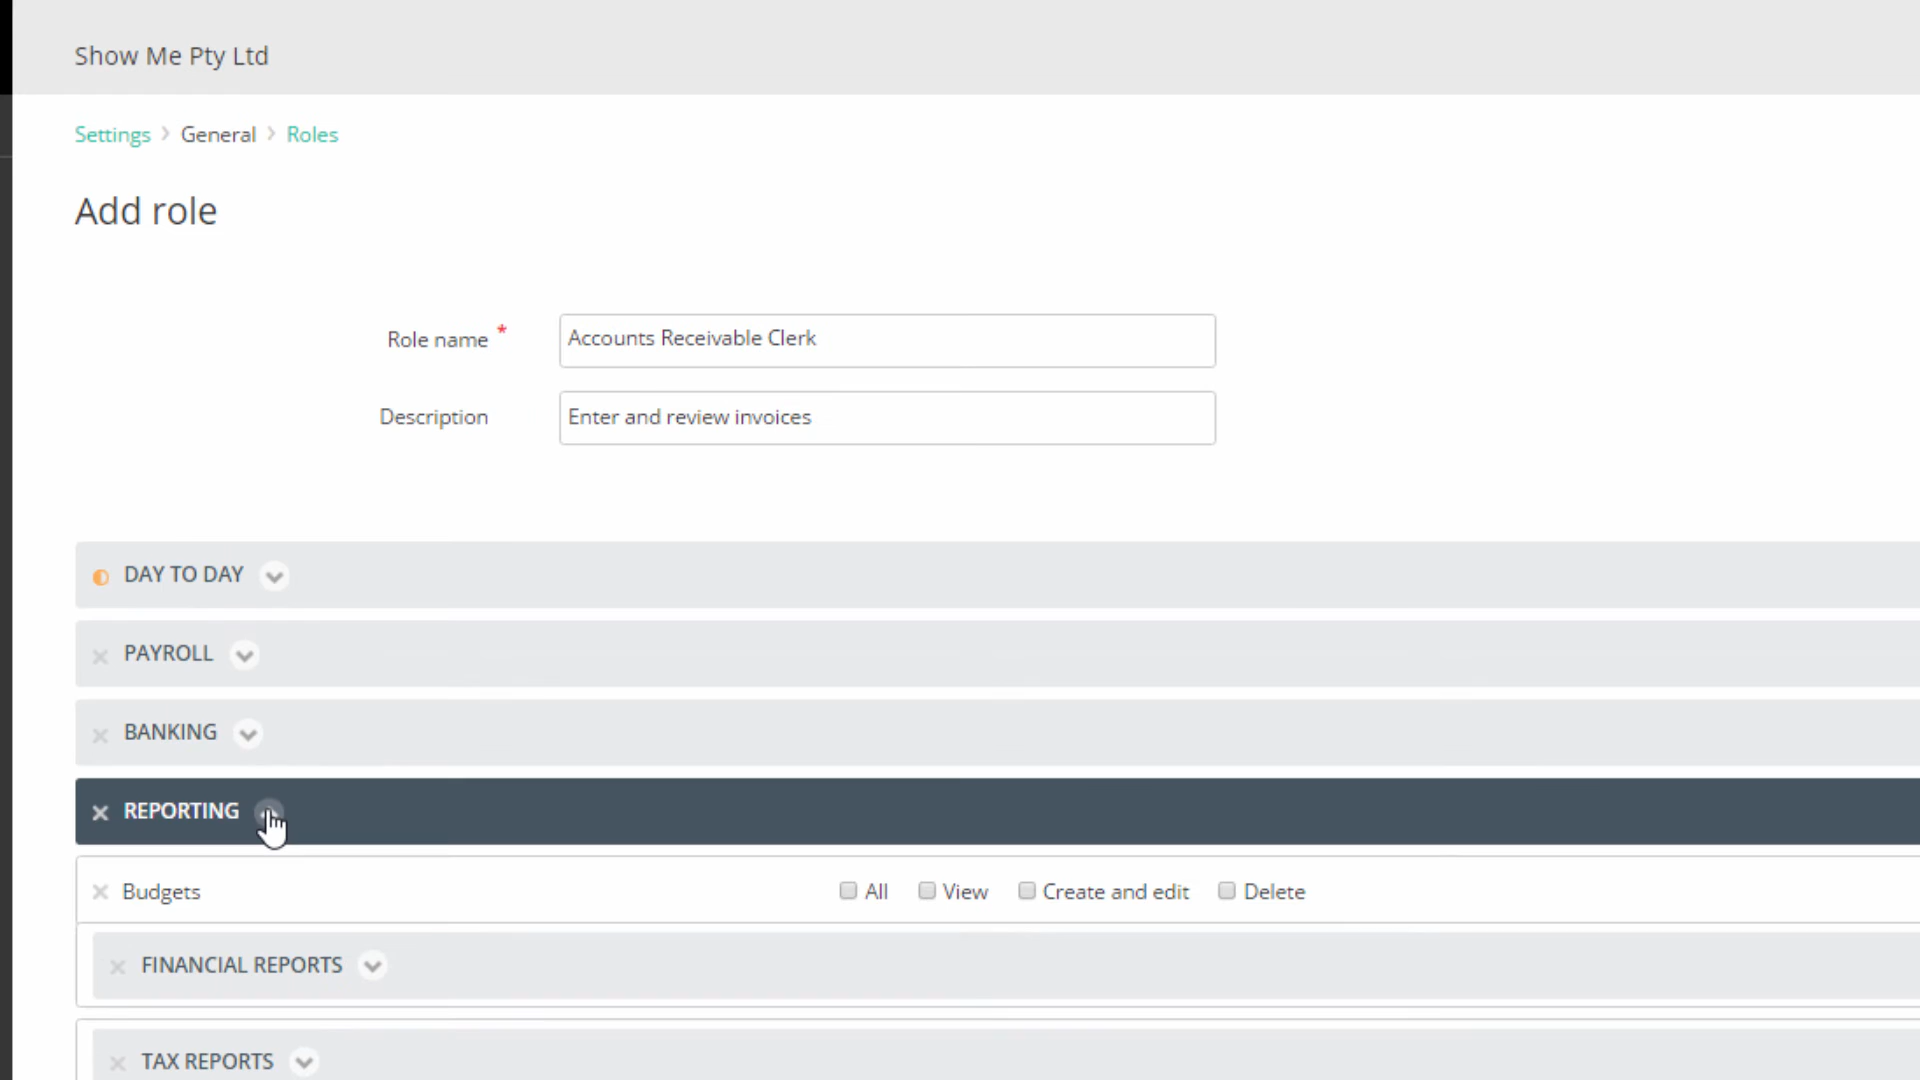 Show Me Pty Ltd
Settings > General > Roles
Add role
Role name *
Accounts Receivable Clerk
Description
Enter and review invoices
DAY TO DAY
PAYROLL
BANKING
REPORTING
Budgets All View Create and edit Delete
FINANCIAL REPORTS
TAX REPORTS